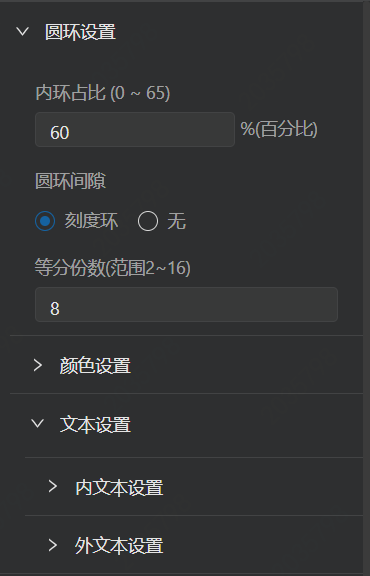 圆环设置
内环占比 (0 ~ 65)
60 %(百分比)
圆环间隙
刻度环 无
等分份数(范围2~16)
8
颜色设置
文本设置
内文本设置
外文本设置